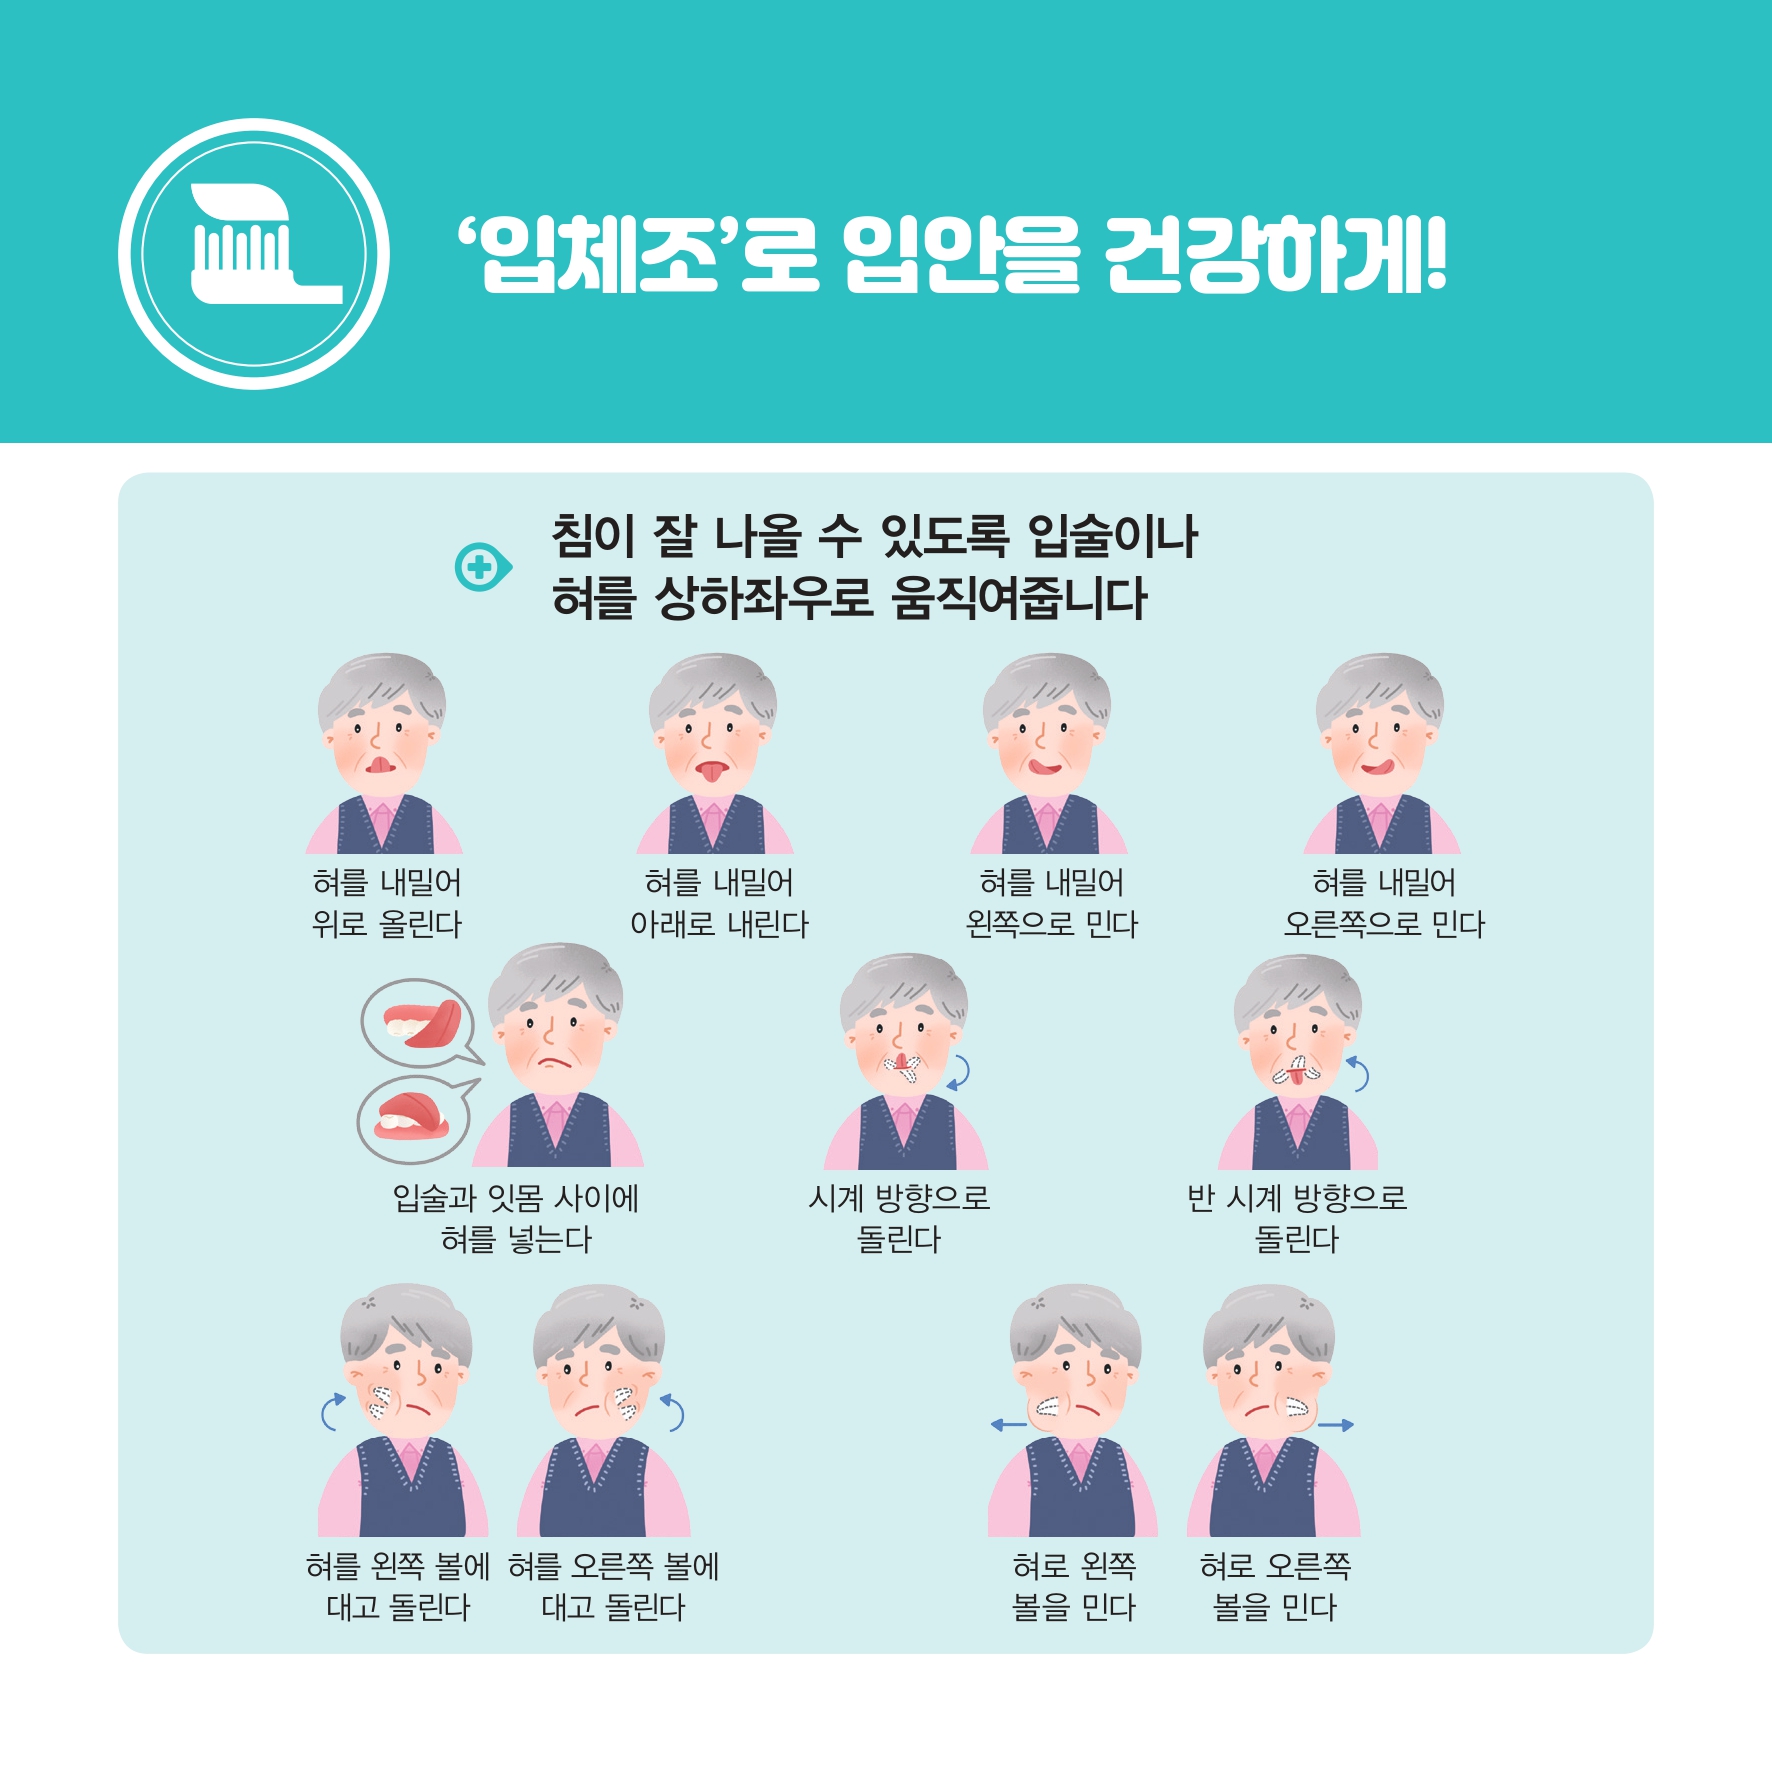 ‘입체조’로 입안을 건강하게!
침이 잘 나올 수 있도록 입술이나
혀를 상하좌우로 움직여줍니다
혀를 내밀어
위로 올린다
혀를 내밀어
아래로 내린다
혀를 내밀어
왼쪽으로 민다
혀를 내밀어
오른쪽으로 민다
입술과 잇몸 사이에
혀를 넣는다
시계 방향으로
돌린다
반 시계 방향으로
돌린다
혀를 왼쪽 볼에
대고 돌린다
혀를 오른쪽 볼에
대고 돌린다
혀로 왼쪽
볼을 민다
혀로 오른쪽
볼을 민다